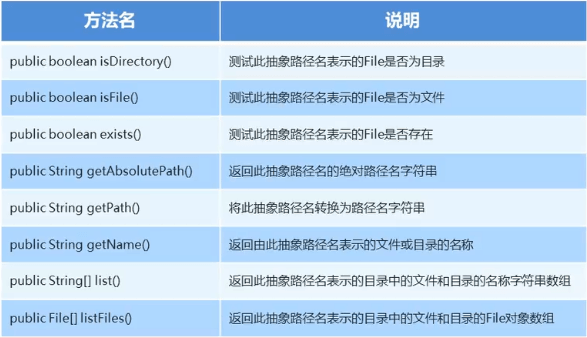 方法名 说明
public boolean isDirectory() 测试此抽象路径名表示的File是否为目录
public boolean isFile() 测试此抽象路径名表示的File是否为文件
public boolean exists() 测试此抽象路径名表示的File是否存在
public String getAbsolutePath() 返回此抽象路径名的绝对路径名字符串
public String getPath() 将此抽象路径名转换为路径名字符串
public String getName() 返回由此抽象路径名表示的文件或目录的名称
public String[] list() 返回此抽象路径名表示的目录中的文件和目录的名称字符串数组
public File[] listFiles() 返回此抽象路径名表示的目录中的文件和目录的File对象数组